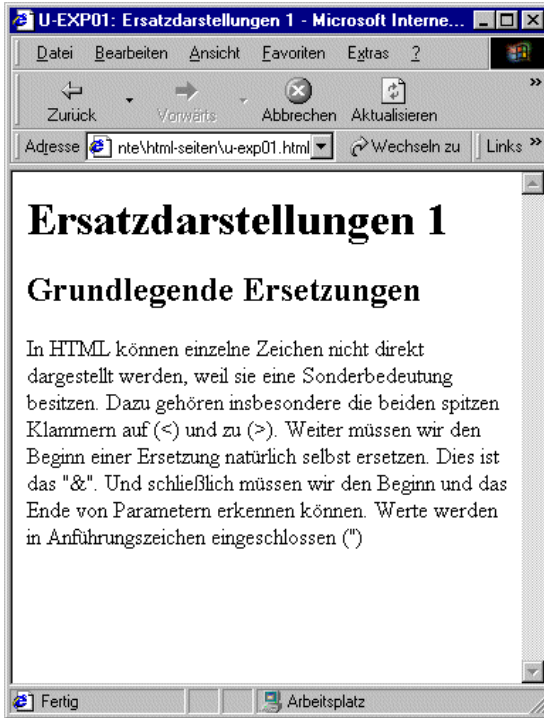 U-EXP01: Ersatzdarstellungen 1 - Microsoft Interne...
Datei Bearbeiten Ansicht Favoriten Extras ?
Zurück Vorwärts Abbrechen Aktualisieren »
Adresse nte\html-seiten\u-exp01.html Wechseln zu Links »
Ersatzdarstellungen 1
Grundlegende Ersetzungen
In HTML können einzelne Zeichen nicht direkt
dargestellt werden, weil sie eine Sonderbedeutung
besitzen. Dazu gehören insbesondere die beiden spitzen
Klammern auf (<) und zu (>). Weiter müssen wir den
Beginn einer Ersetzung natürlich selbst ersetzen. Dies ist
das "&". Und schließlich müssen wir den Beginn und das
Ende von Parametern erkennen können. Werte werden
in Anführungszeichen eingeschlossen (")
Fertig Arbeitsplatz